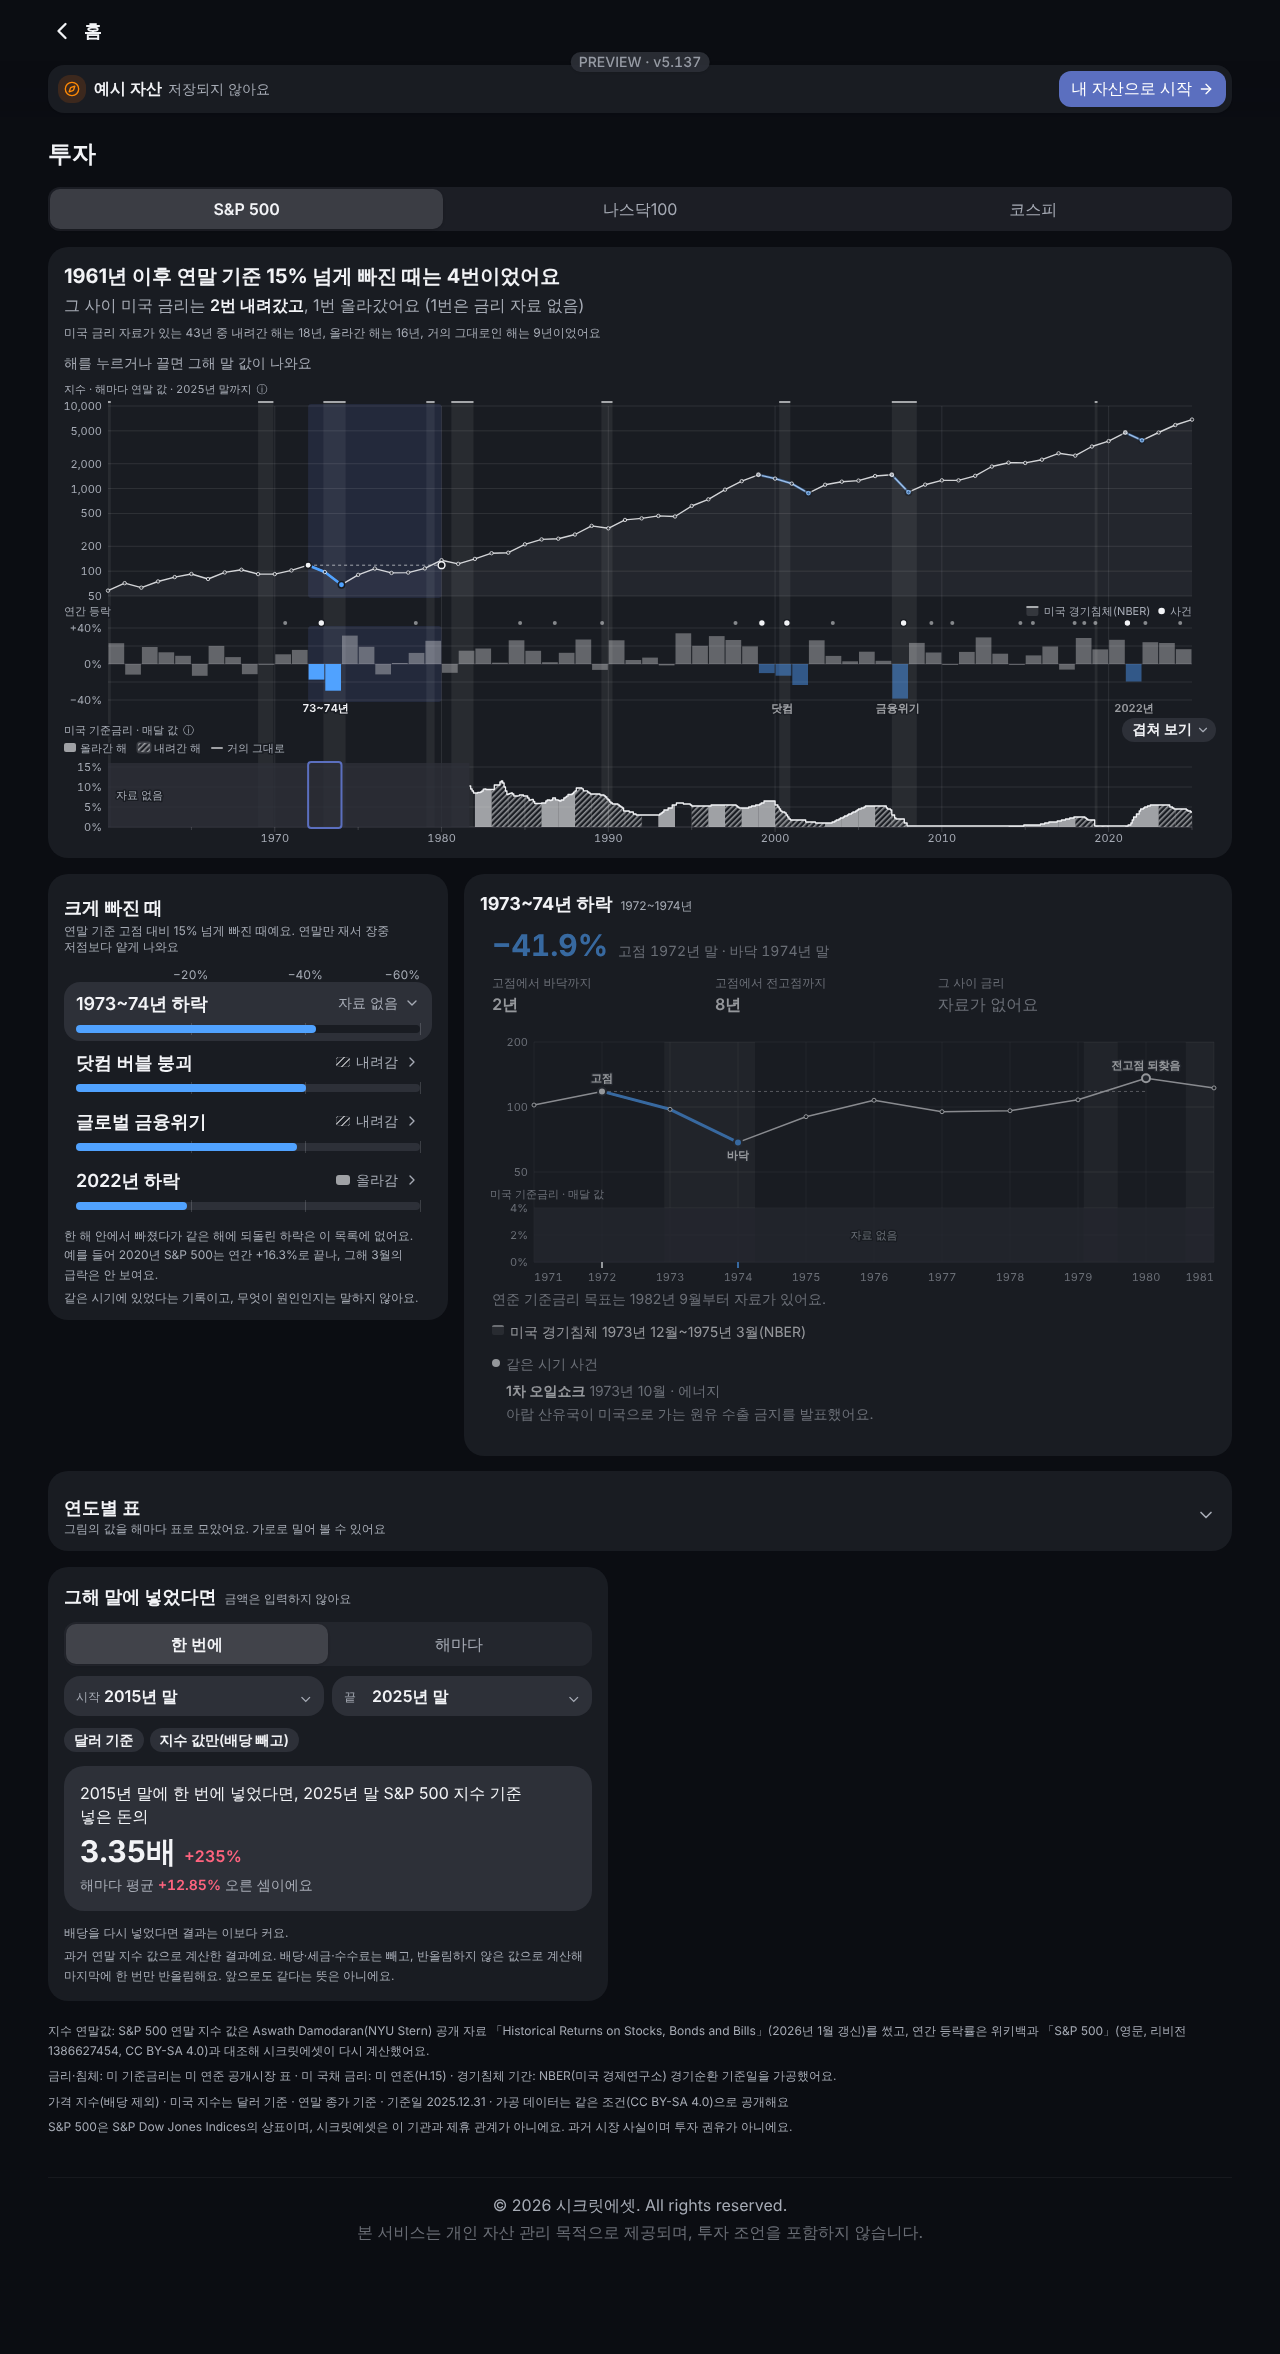 홈
PREVIEW · v5.137
예시 자산 저장되지 않아요
내 자산으로 시작 →
투자
S&P 500
나스닥100
코스피
1961년 이후 연말 기준 15% 넘게 빠진 때는 4번이었어요
그 사이 미국 금리는 2번 내려갔고, 1번 올라갔어요 (1번은 금리 자료 없음)
미국 금리 자료가 있는 43년 중 내려간 해는 18년, 올라간 해는 16년, 거의 그대로인 해는 9년이었어요
해를 누르거나 끌면 그해 말 값이 나와요
지수 · 해마다 연말 값 · 2025년 말까지 ⓘ
10,000
5,000
2,000
1,000
500
200
100
50
연간 등락
미국 경기침체(NBER) 사건
+40%
0%
−40%
73~74년
닷컴
금융위기
2022년
미국 기준금리 · 매달 값 ⓘ
겹쳐 보기
올라간 해 내려간 해 거의 그대로
15%
10%
자료 없음
5%
0%
1970
1980
1990
2000
2010
2020
크게 빠진 때
연말 기준 고점 대비 15% 넘게 빠진 때예요. 연말만 재서 장중
저점보다 얕게 나와요
−20%
−40%
−60%
1973~74년 하락
자료 없음
닷컴 버블 붕괴
내려감
글로벌 금융위기
내려감
2022년 하락
올라감
한 해 안에서 빠졌다가 같은 해에 되돌린 하락은 이 목록에 없어요.
예를 들어 2020년 S&P 500는 연간 +16.3%로 끝나, 그해 3월의
급락은 안 보여요.
같은 시기에 있었다는 기록이고, 무엇이 원인인지는 말하지 않아요.
1973~74년 하락 1972~1974년
−41.9% 고점 1972년 말 · 바닥 1974년 말
고점에서 바닥까지
고점에서 전고점까지
그 사이 금리
2년
8년
자료가 없어요
200
전고점 되찾음
고점
100
바닥
50
미국 기준금리 · 매달 값
4%
2%
자료 없음
0%
1971
1972
1973
1974
1975
1976
1977
1978
1979
1980
1981
연준 기준금리 목표는 1982년 9월부터 자료가 있어요.
미국 경기침체 1973년 12월~1975년 3월(NBER)
같은 시기 사건
1차 오일쇼크 1973년 10월 · 에너지
아랍 산유국이 미국으로 가는 원유 수출 금지를 발표했어요.
연도별 표
그림의 값을 해마다 표로 모았어요. 가로로 밀어 볼 수 있어요
그해 말에 넣었다면 금액은 입력하지 않아요
한 번에
해마다
시작 2015년 말
끝 2025년 말
달러 기준
지수 값만(배당 빼고)
2015년 말에 한 번에 넣었다면, 2025년 말 S&P 500 지수 기준
넣은 돈의
3.35배 +235%
해마다 평균 +12.85% 오른 셈이에요
배당을 다시 넣었다면 결과는 이보다 커요.
과거 연말 지수 값으로 계산한 결과예요. 배당·세금·수수료는 빼고, 반올림하지 않은 값으로 계산해
마지막에 한 번만 반올림해요. 앞으로도 같다는 뜻은 아니에요.
지수 연말값: S&P 500 연말 지수 값은 Aswath Damodaran(NYU Stern) 공개 자료 「Historical Returns on Stocks, Bonds and Bills」(2026년 1월 갱신)를 썼고, 연간 등락률은 위키백과 「S&P 500」(영문, 리비전
1386627454, CC BY-SA 4.0)과 대조해 시크릿에셋이 다시 계산했어요.
금리·침체: 미 기준금리는 미 연준 공개시장 표 · 미 국채 금리: 미 연준(H.15) · 경기침체 기간: NBER(미국 경제연구소) 경기순환 기준일을 가공했어요.
가격 지수(배당 제외) · 미국 지수는 달러 기준 · 연말 종가 기준 · 기준일 2025.12.31 · 가공 데이터는 같은 조건(CC BY-SA 4.0)으로 공개해요
S&P 500은 S&P Dow Jones Indices의 상표이며, 시크릿에셋은 이 기관과 제휴 관계가 아니에요. 과거 시장 사실이며 투자 권유가 아니에요.
© 2026 시크릿에셋. All rights reserved.
본 서비스는 개인 자산 관리 목적으로 제공되며, 투자 조언을 포함하지 않습니다.